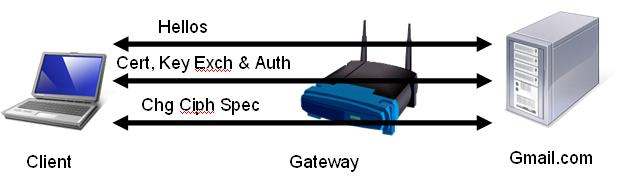 Hellos
Cert, Key Exch & Auth
Chg Ciph Spec
Client
Gateway
Gmail.com